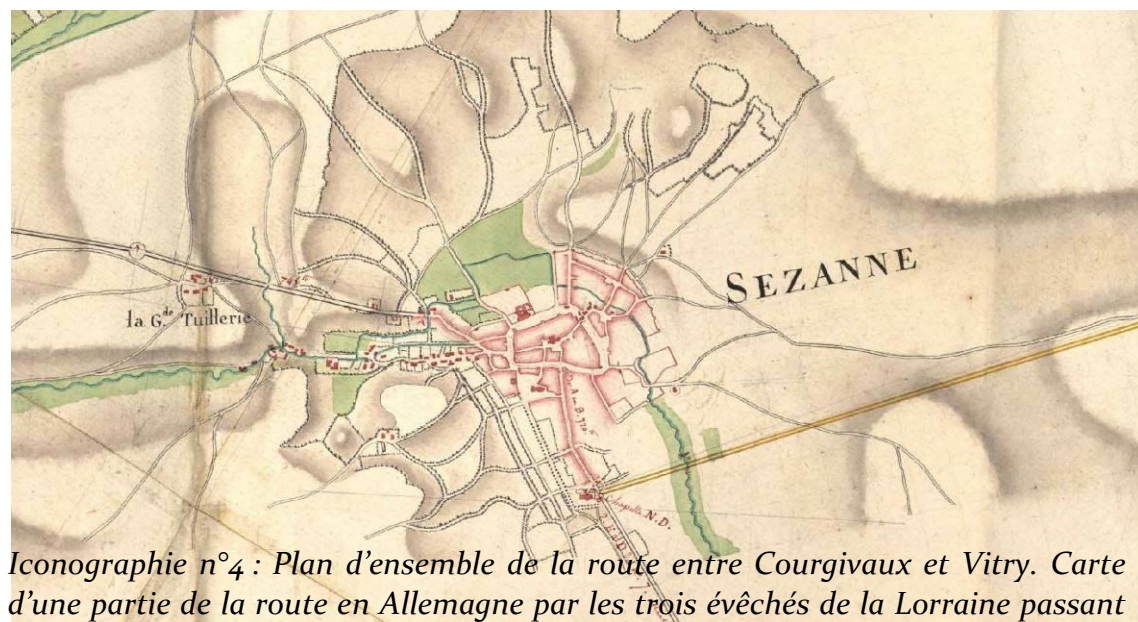 SEZANNE
la G.de Tuillerie
N.D.
Iconographie n°4 : Plan d'ensemble de la route entre Courgivaux et Vitry. Carte
d'une partie de la route en Allemagne par les trois évêchés de la Lorraine passant